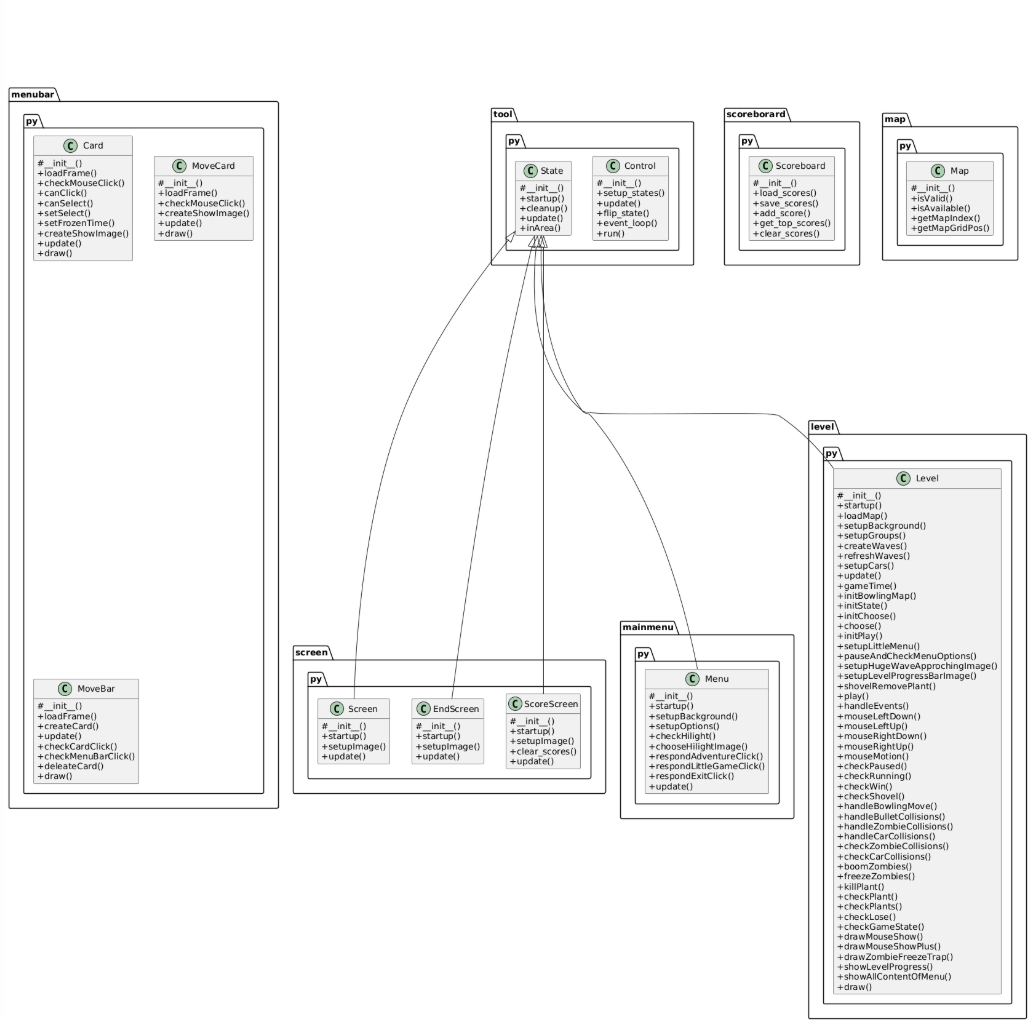 menubar
py
C Card
#__init__()
+loadFrame()
+checkMouseClick()
+canClick()
+canSelect()
+setSelect()
+setFrozenTime()
+createShowImage()
+update()
+draw()
C MoveCard
#__init__()
+loadFrame()
+checkMouseClick()
+createShowImage()
+update()
+draw()
C MoveBar
#__init__()
+loadFrame()
+createCard()
+update()
+checkCardClick()
+checkMenuBarClick()
+deleateCard()
+draw()
tool
py
C State
#__init__()
+startup()
+cleanup()
+update()
+inArea()
C Control
#__init__()
+setup_states()
+update()
+flip_state()
+event_loop()
+run()
scoreborard
py
C Scoreboard
#__init__()
+load_scores()
+save_scores()
+add_score()
+get_top_scores()
+clear_scores()
map
py
C Map
#__init__()
+isValid()
+isAvailable()
+getMapIndex()
+getMapGridPos()
screen
py
C Screen
#__init__()
+startup()
+setupImage()
+update()
C EndScreen
#__init__()
+startup()
+setupImage()
+update()
C ScoreScreen
#__init__()
+startup()
+setupImage()
+clear_scores()
+update()
mainmenu
py
C Menu
#__init__()
+startup()
+setupBackground()
+setupOptions()
+checkHilight()
+chooseHilightImage()
+respondAdventureClick()
+respondLittleGameClick()
+respondExitClick()
+update()
level
py
C Level
#__init__()
+startup()
+loadMap()
+setupBackground()
+setupGroups()
+createWaves()
+refreshWaves()
+setupCars()
+update()
+gameTime()
+initBowlingMap()
+initState()
+initChoose()
+choose()
+initPlay()
+setupLittleMenu()
+pauseAndCheckMenuOptions()
+setupHugeWaveApprochingImage()
+setupLevelProgressBarImage()
+shovelRemovePlant()
+play()
+handleEvents()
+mouseLeftDown()
+mouseLeftUp()
+mouseRightDown()
+mouseRightUp()
+mouseMotion()
+checkPaused()
+checkRunning()
+checkWin()
+checkShovel()
+handleBowlingMove()
+handleBulletCollisions()
+handleZombieCollisions()
+handleCarCollisions()
+checkZombieCollisions()
+checkCarCollisions()
+boomZombies()
+freezeZombies()
+killPlant()
+checkPlant()
+checkPlants()
+checkLose()
+checkGameState()
+drawMouseShow()
+drawMouseShowPlus()
+drawZombieFreezeTrap()
+showLevelProgress()
+showAllContentOfMenu()
+draw()